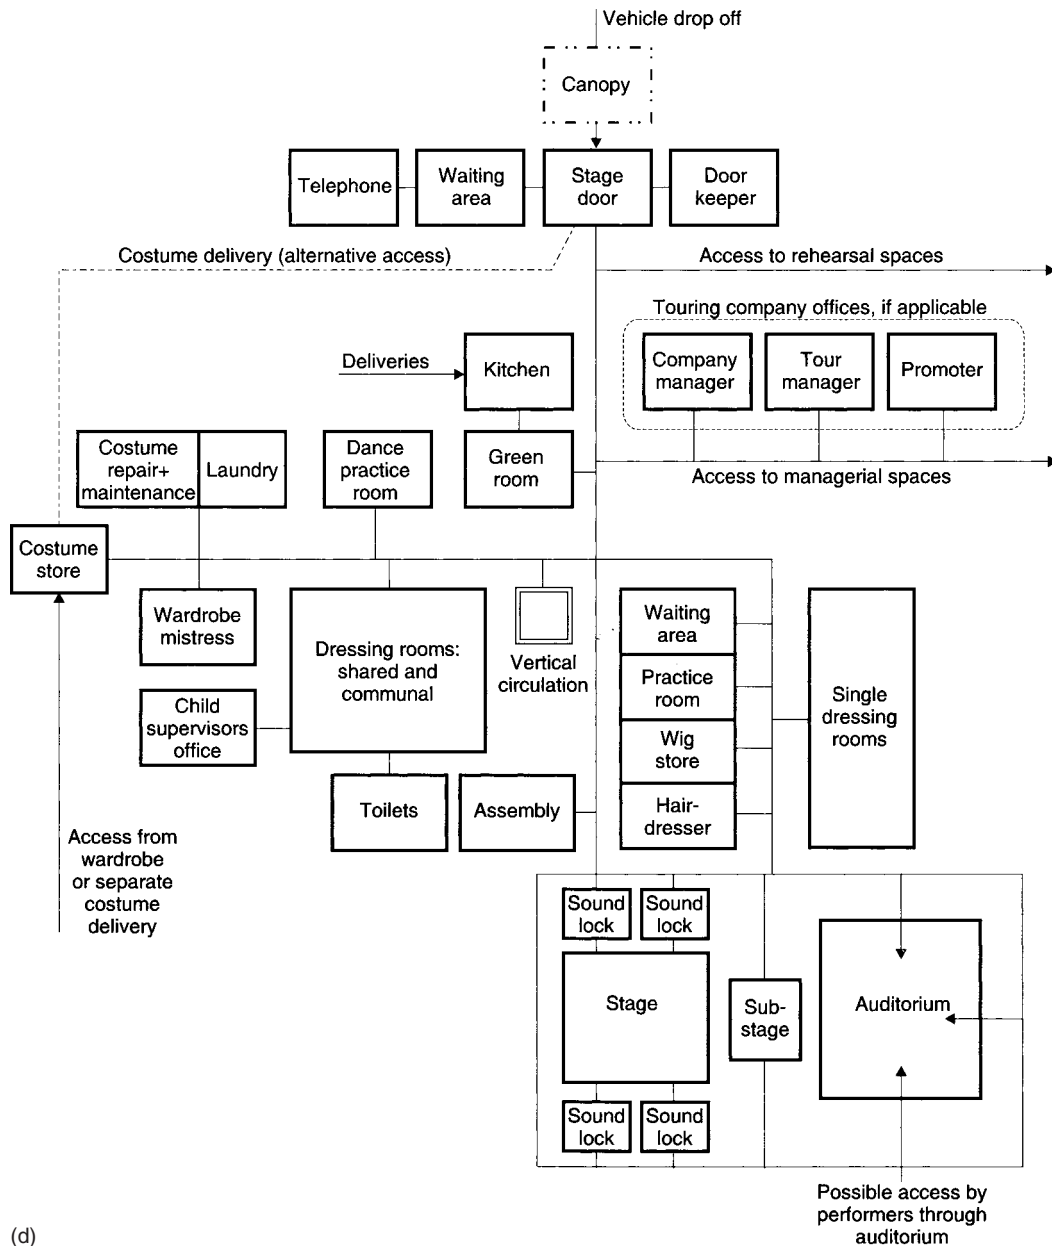 Vehicle drop off
Canopy
Telephone
Waiting
area
Stage
door
Door
keeper
Costume delivery (alternative access)
Access to rehearsal spaces
Touring company offices, if applicable
Deliveries
Kitchen
Company
manager
Tour
manager
Promoter
Costume
repair+
maintenance
Laundry
Dance
practice
room
Green
room
Access to managerial spaces
Costume
store
Wardrobe
mistress
Dressing rooms:
shared and
communal
Vertical
circulation
Waiting
area
Practice
room
Wig
store
Hair-
dresser
Single
dressing
rooms
Child
supervisors
office
Toilets
Assembly
Access from
wardrobe
or separate
costume
delivery
Sound
lock
Sound
lock
Stage
Sub-
stage
Auditorium
Sound
lock
Sound
lock
Possible access by
performers through
auditorium
(d)